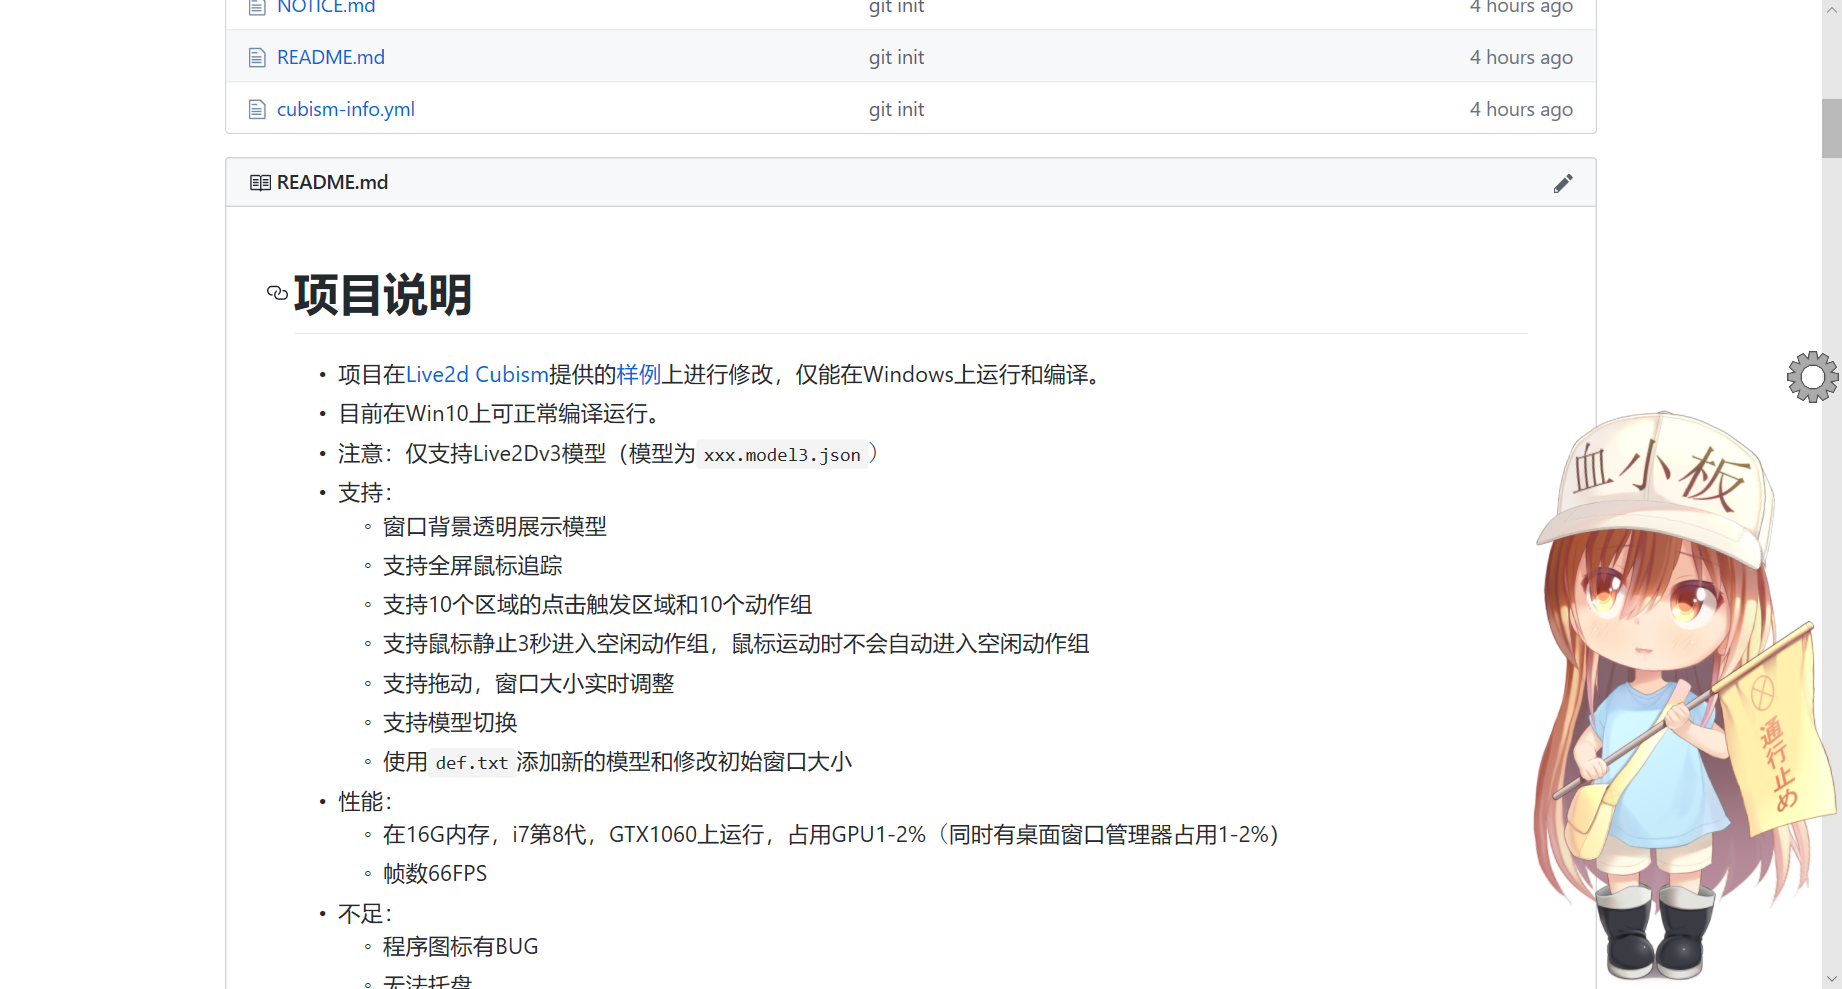 NOTICE.md git init 4 hours ago
README.md git init 4 hours ago
cubism-info.yml git init 4 hours ago
README.md
项目说明
项目在Live2d Cubism提供的样例上进行修改，仅能在Windows上运行和编译。
目前在Win10上可正常编译运行。
注意：仅支持Live2Dv3模型（模型为 xxx.model3.json ）
支持：
窗口背景透明展示模型
支持全屏鼠标追踪
支持10个区域的点击触发区域和10个动作组
支持鼠标静止3秒进入空闲动作组，鼠标运动时不会自动进入空闲动作组
支持拖动，窗口大小实时调整
支持模型切换
使用 def.txt 添加新的模型和修改初始窗口大小
性能：
在16G内存，i7第8代，GTX1060上运行，占用GPU1-2%（同时有桌面窗口管理器占用1-2%）
帧数66FPS
不足：
程序图标有BUG
无法托盘
血小板
通行止め